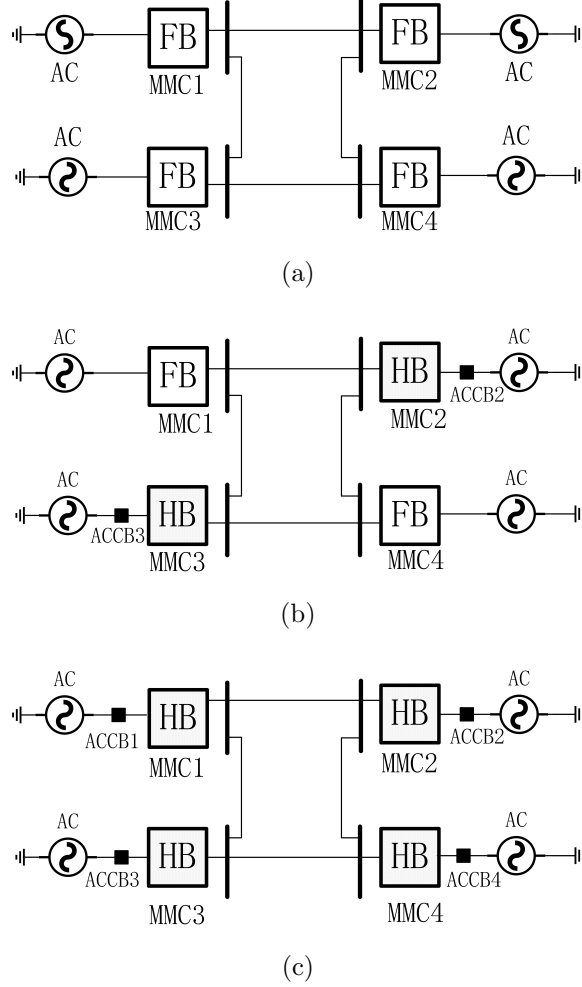 FB FB
AC MMC1 MMC2 AC
AC AC
FB FB
MMC3 MMC4
(a)
AC AC
FB HB
MMC1 MMC2 ACCB2
AC AC
HB FB
ACCB3 MMC3 MMC4
(b)
AC AC
HB HB
ACCB1 MMC1 MMC2 ACCB2
AC AC
HB HB
ACCB3 MMC3 MMC4 ACCB4
(c)